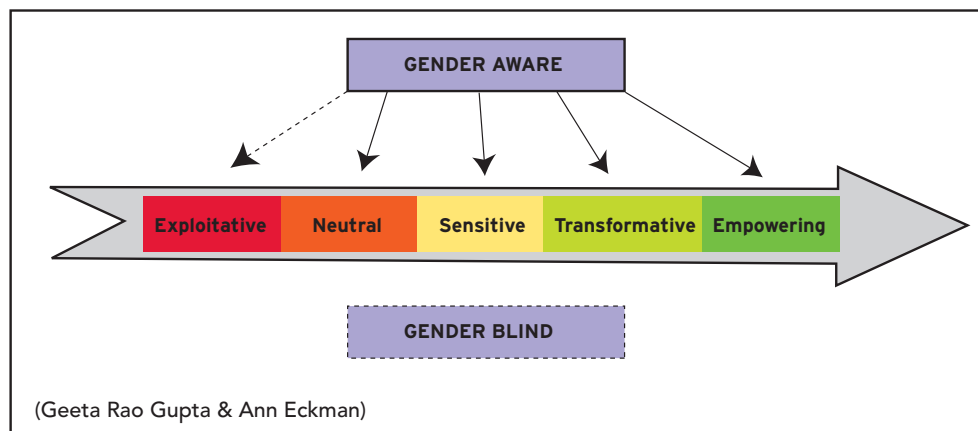 GENDER AWARE
Exploitative Neutral Sensitive Transformative Empowering
GENDER BLIND
(Geeta Rao Gupta & Ann Eckman)